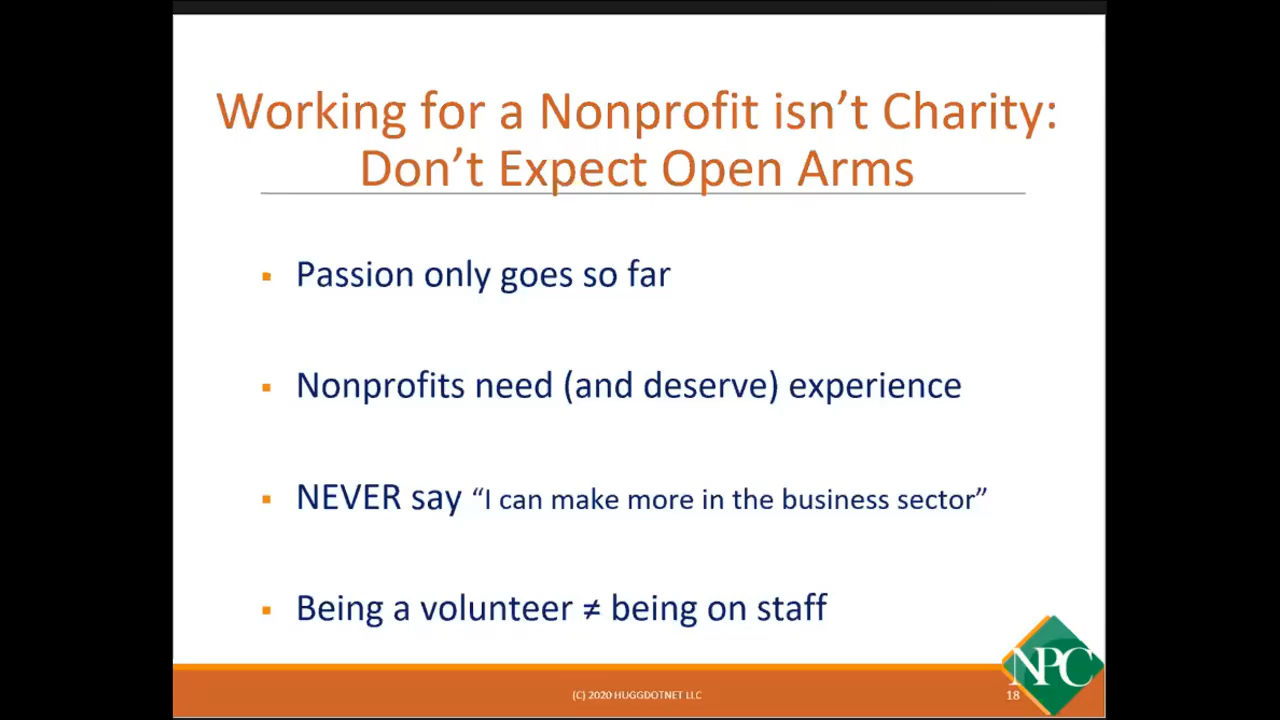 Working for a Nonprofit isn’t Charity:
Don’t Expect Open Arms
Passion only goes so far
Nonprofits need (and deserve) experience
NEVER say “I can make more in the business sector”
Being a volunteer ≠ being on staff
NPC
(C) 2020 HUGGDOTNET LLC
18